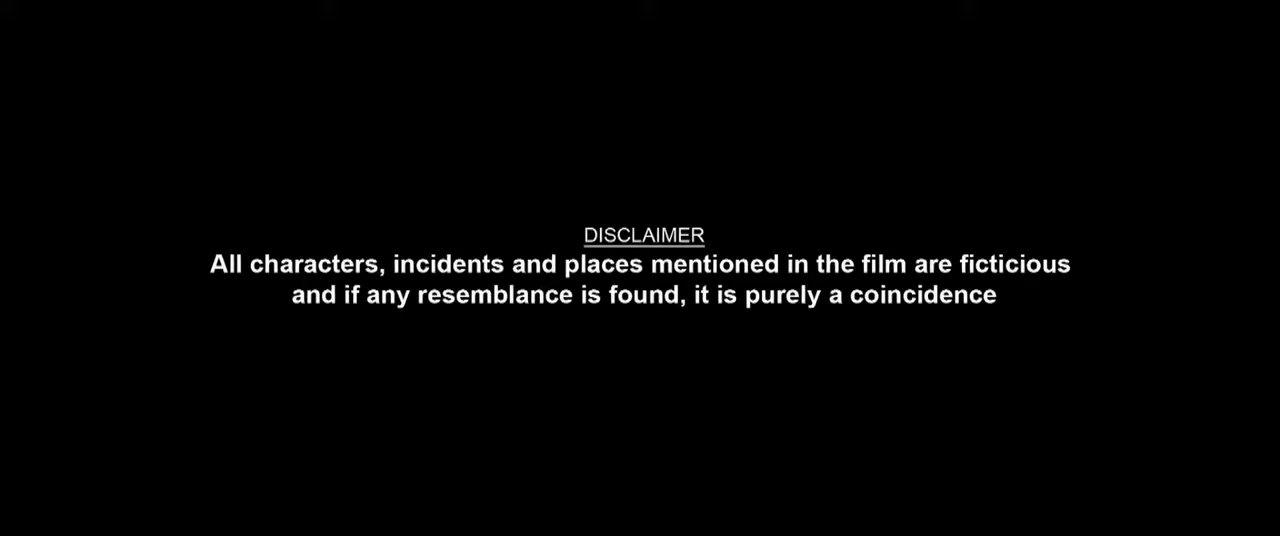 DISCLAIMER
All characters, incidents and places mentioned in the film are ficticious
and if any resemblance is found, it is purely a coincidence